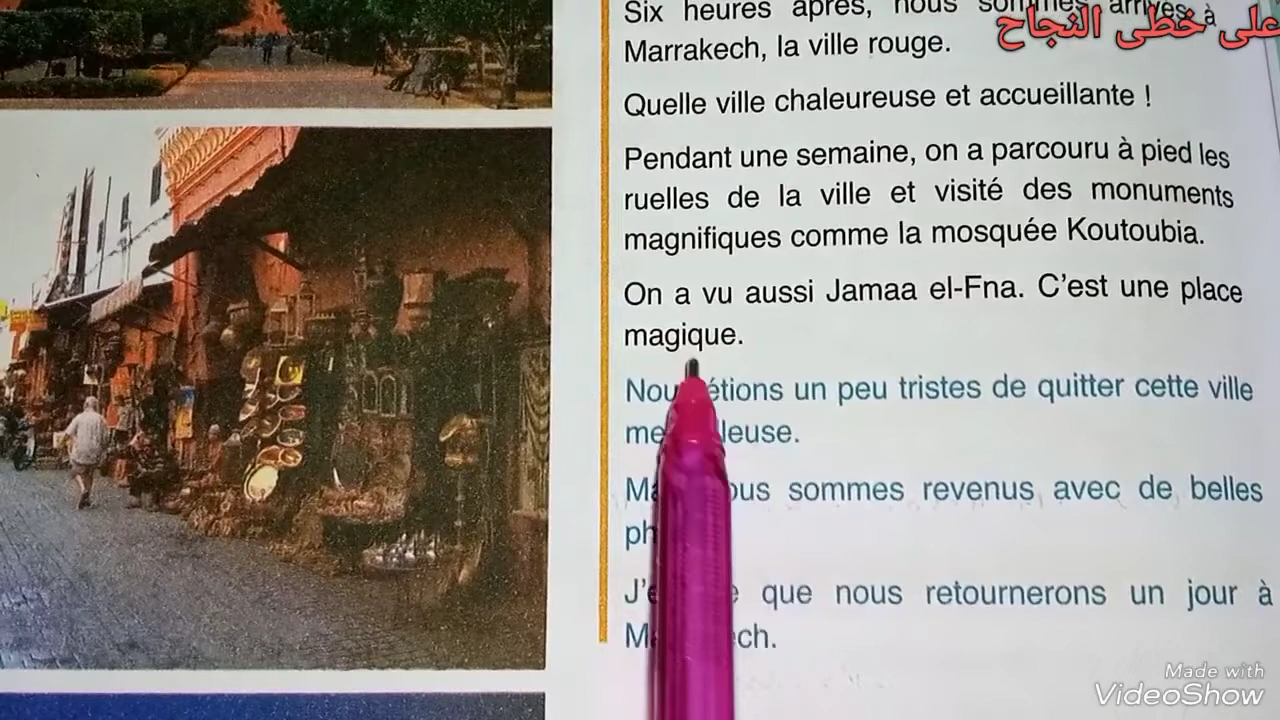 Six heures après, nous sommes arrivés à
على خطى النجاح
Marrakech, la ville rouge.
Quelle ville chaleureuse et accueillante !
Pendant une semaine, on a parcouru à pied les
ruelles de la ville et visité des monuments
magnifiques comme la mosquée Koutoubia.
On a vu aussi Jamaa el-Fna. C'est une place
magique.
étions un peu tristes de quitter cette ville
sommes revenus avec de belles
que nous retournerons un jour à
Made with
VideoShow